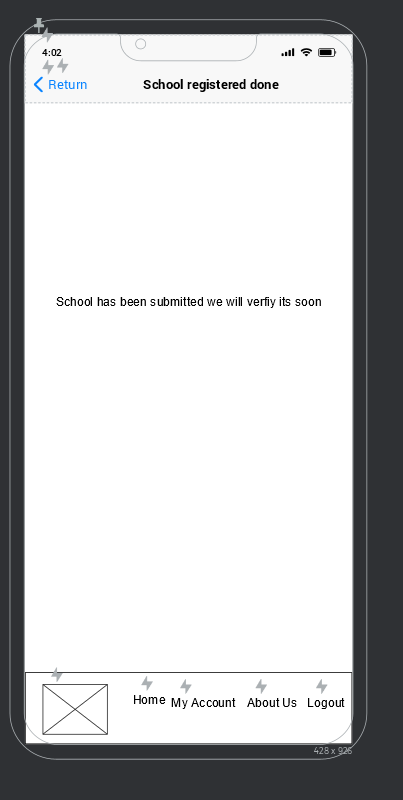 4:02
Return
School registered done
School has been submitted we will verfiy its soon
Home My Account About Us Logout
428 x 926